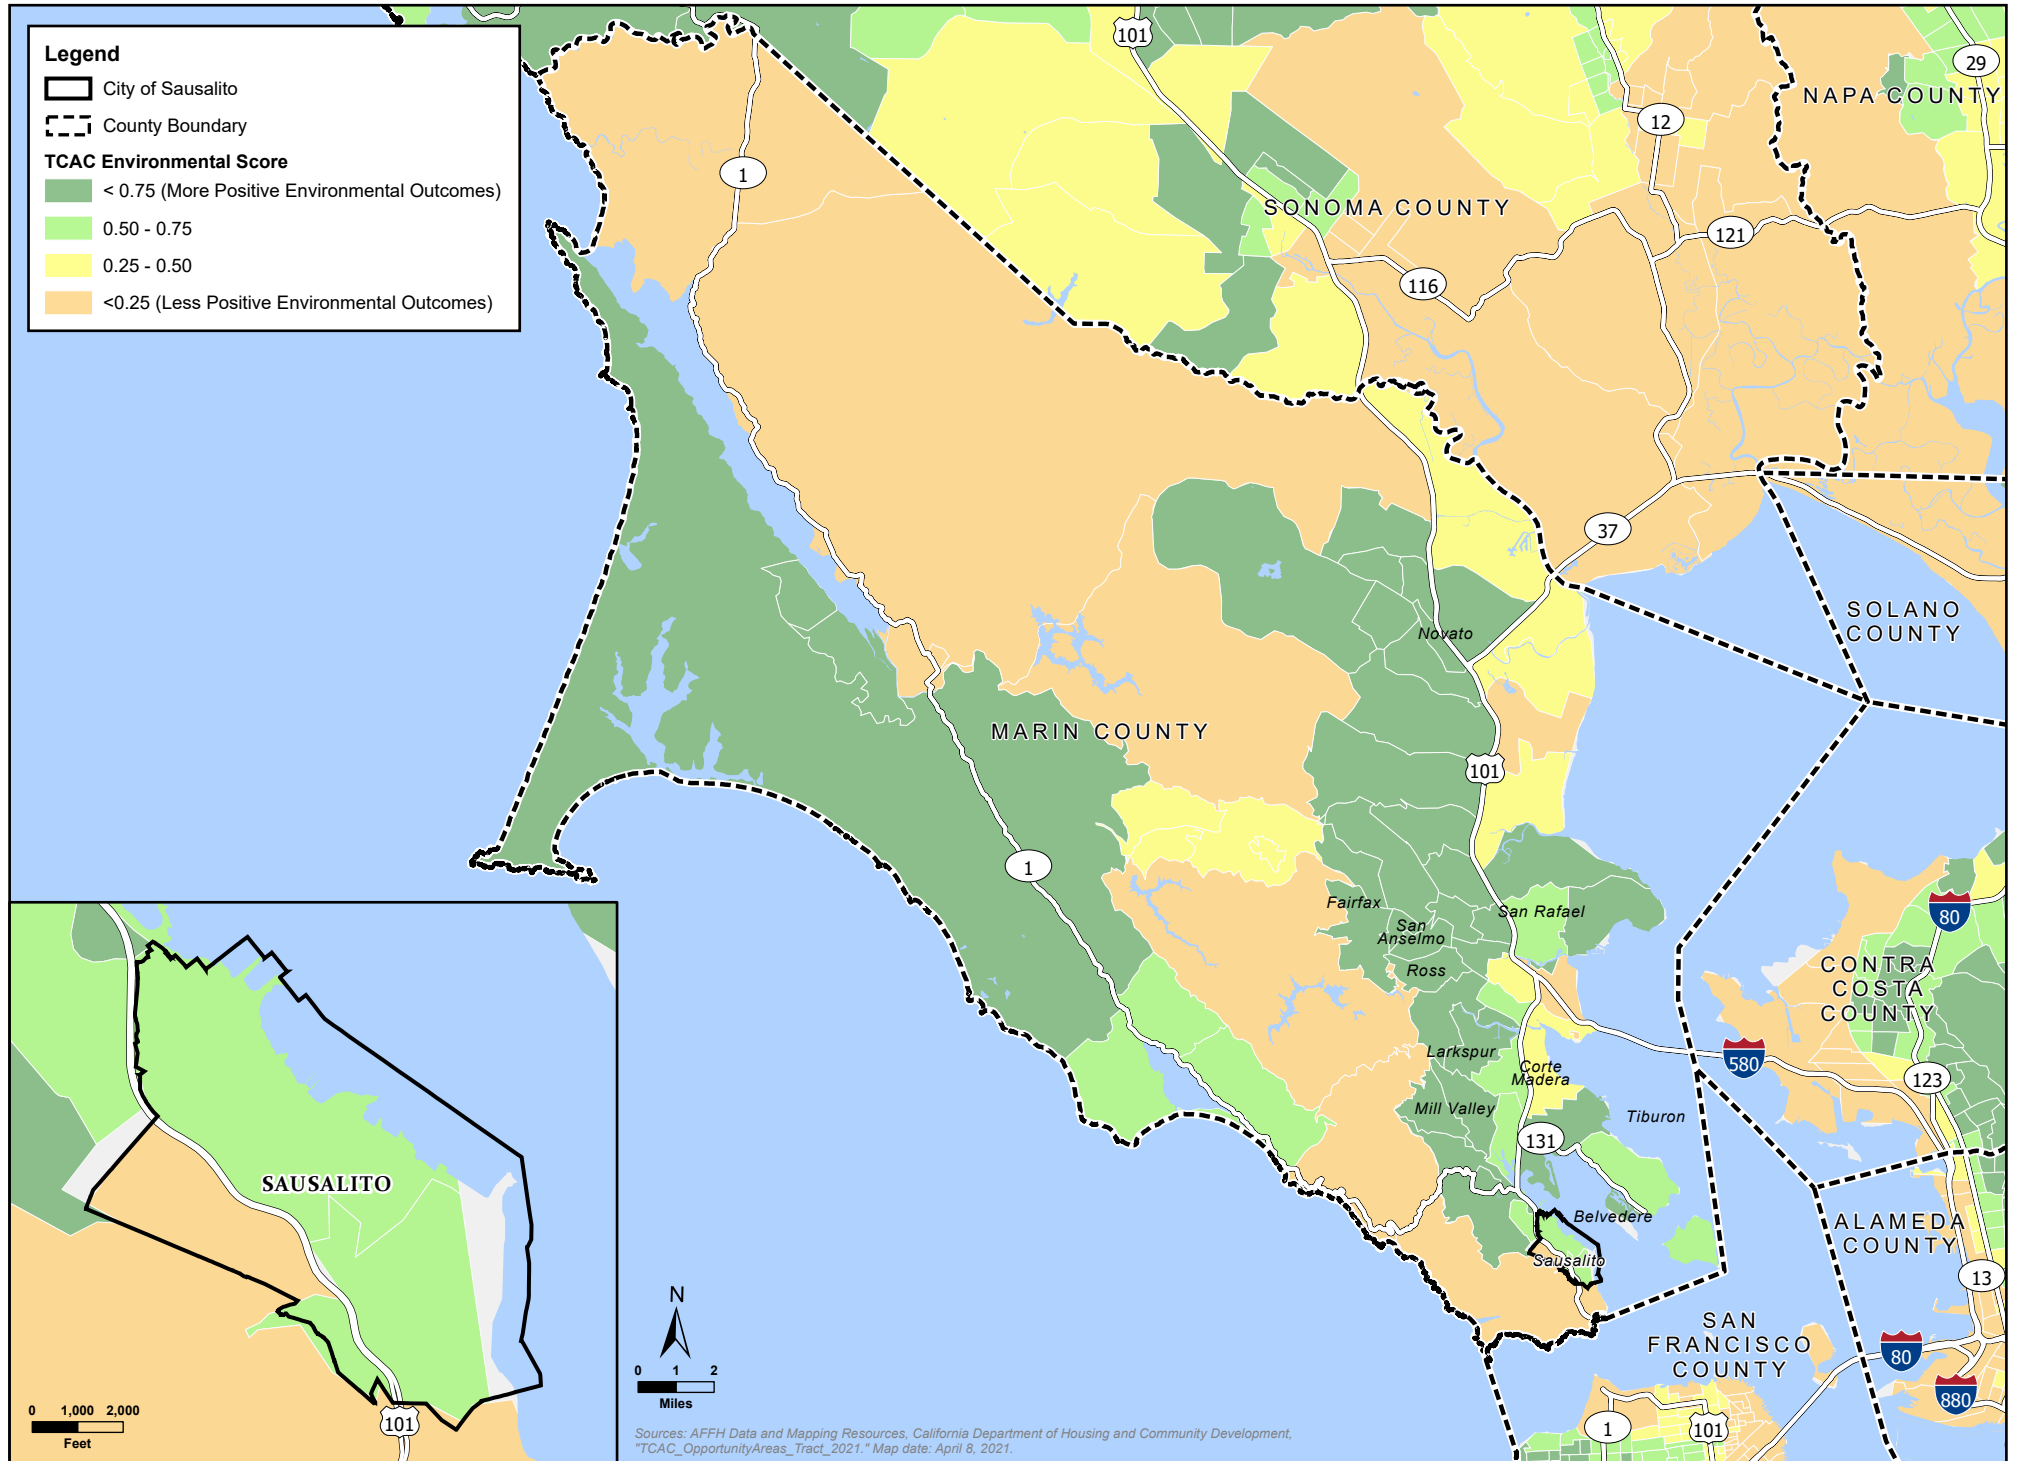 Legend
City of Sausalito
County Boundary
TCAC Environmental Score
< 0.75 (More Positive Environmental Outcomes)
0.50 - 0.75
0.25 - 0.50
<0.25 (Less Positive Environmental Outcomes)
101
29
NAPA COUNTY
12
1
SONOMA COUNTY
121
116
37
SOLANO
COUNTY
Novato
MARIN COUNTY
101
1
Fairfax
San Rafael
San
Anselmo
Ross
80
CONTRA
COSTA
COUNTY
Larkspur
Corte
Madera
580
123
Mill Valley
Tiburon
131
Belvedere
Sausalito
ALAMEDA
COUNTY
13
SAN
FRANCISCO
COUNTY
80
880
1
101
SAUSALITO
101
0 1,000 2,000
Feet
N
0 1 2
Miles
Sources: AFFH Data and Mapping Resources, California Department of Housing and Community Development,
"TCAC_OpportunityAreas_Tract_2021." Map date: April 8, 2021.